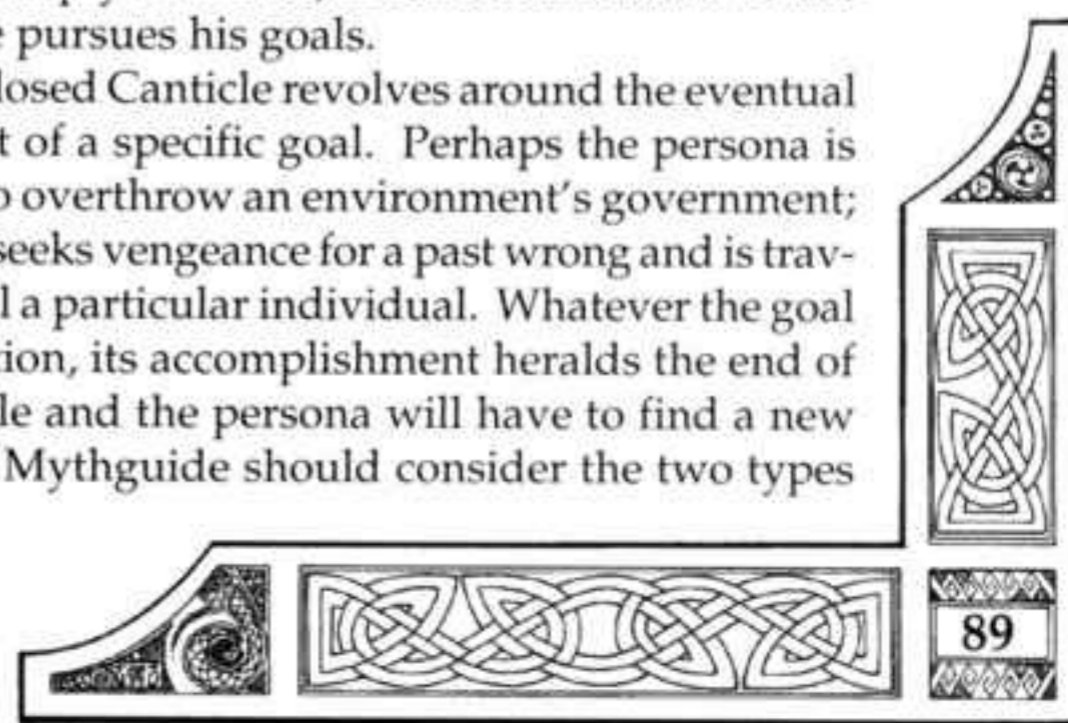 e pursues his goals.
losed Canticle revolves around the eventual
t of a specific goal. Perhaps the persona is
o overthrow an environment's government;
seeks vengeance for a past wrong and is trav-
l a particular individual. Whatever the goal
tion, its accomplishment heralds the end of
le and the persona will have to find a new
Mythguide should consider the two types
89